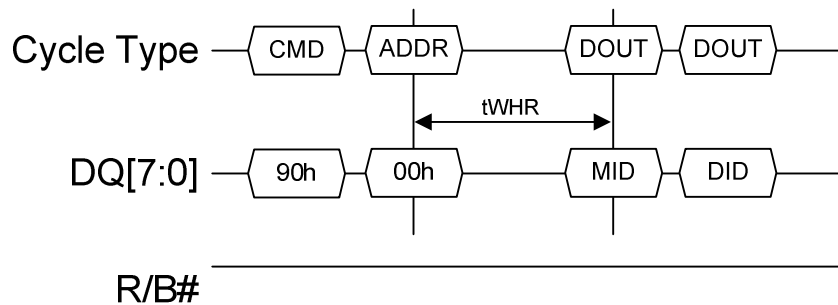 Cycle Type CMD ADDR DOUT DOUT
tWHR
DQ[7:0] 90h 00h MID DID
R/B#